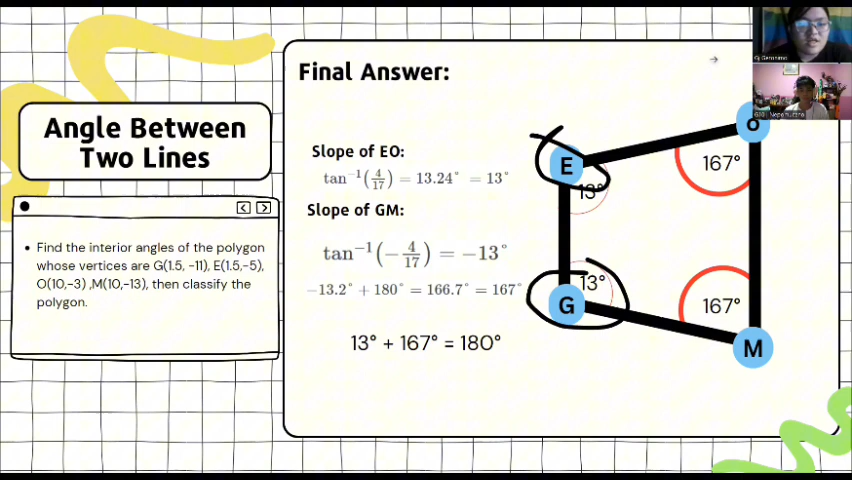 Angle Between
Two Lines
• Find the interior angles of the polygon
whose vertices are G(1.5, -11), E(1.5,-5),
O(10,-3) ,M(10,-13), then classify the
polygon.
Final Answer:
Slope of EO:
tan⁻¹(4/17) = 13.24° = 13°
Slope of GM:
tan⁻¹(−4/17) = −13°
−13.2° + 180° = 166.7° = 167°
13° + 167° = 180°
E
O
13°
167°
13°
167°
G
M
Gj Geronimo